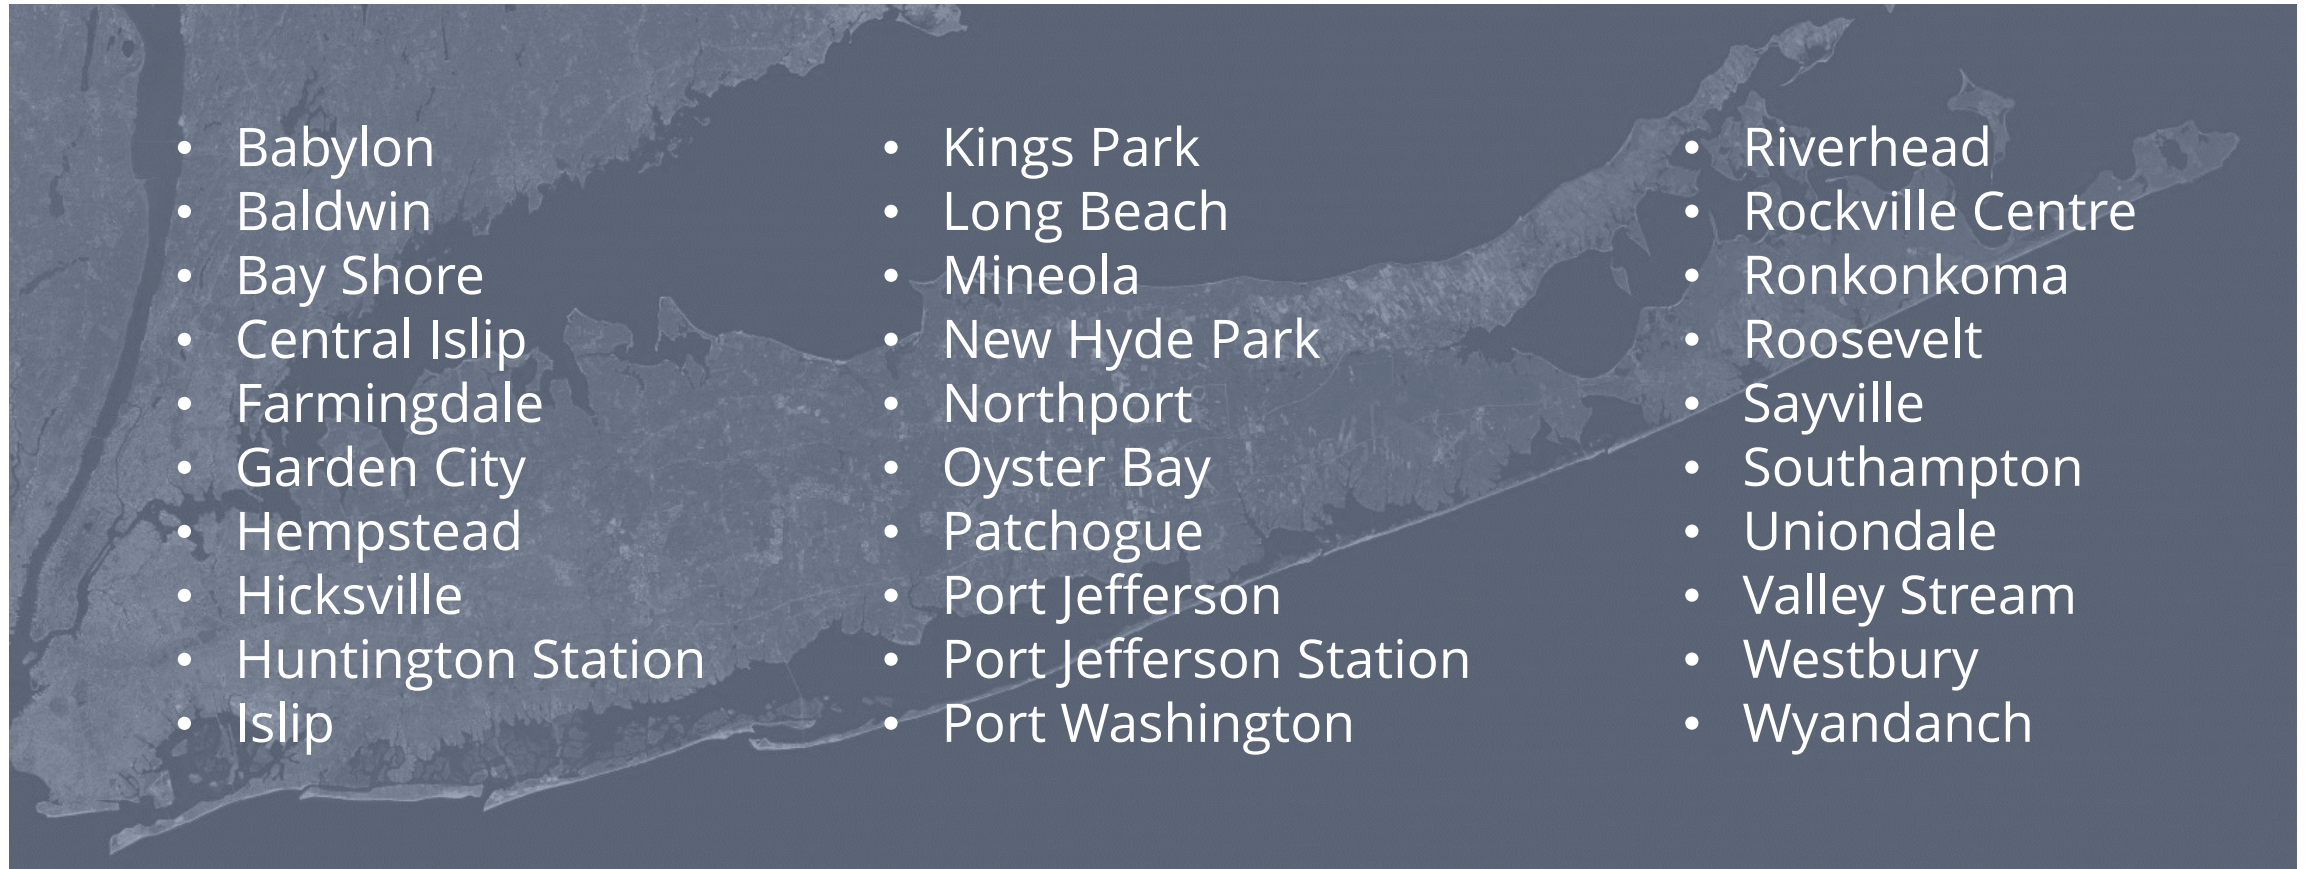 • Babylon
• Baldwin
• Bay Shore
• Central Islip
• Farmingdale
• Garden City
• Hempstead
• Hicksville
• Huntington Station
• Islip
• Kings Park
• Long Beach
• Mineola
• New Hyde Park
• Northport
• Oyster Bay
• Patchogue
• Port Jefferson
• Port Jefferson Station
• Port Washington
• Riverhead
• Rockville Centre
• Ronkonkoma
• Roosevelt
• Sayville
• Southampton
• Uniondale
• Valley Stream
• Westbury
• Wyandanch